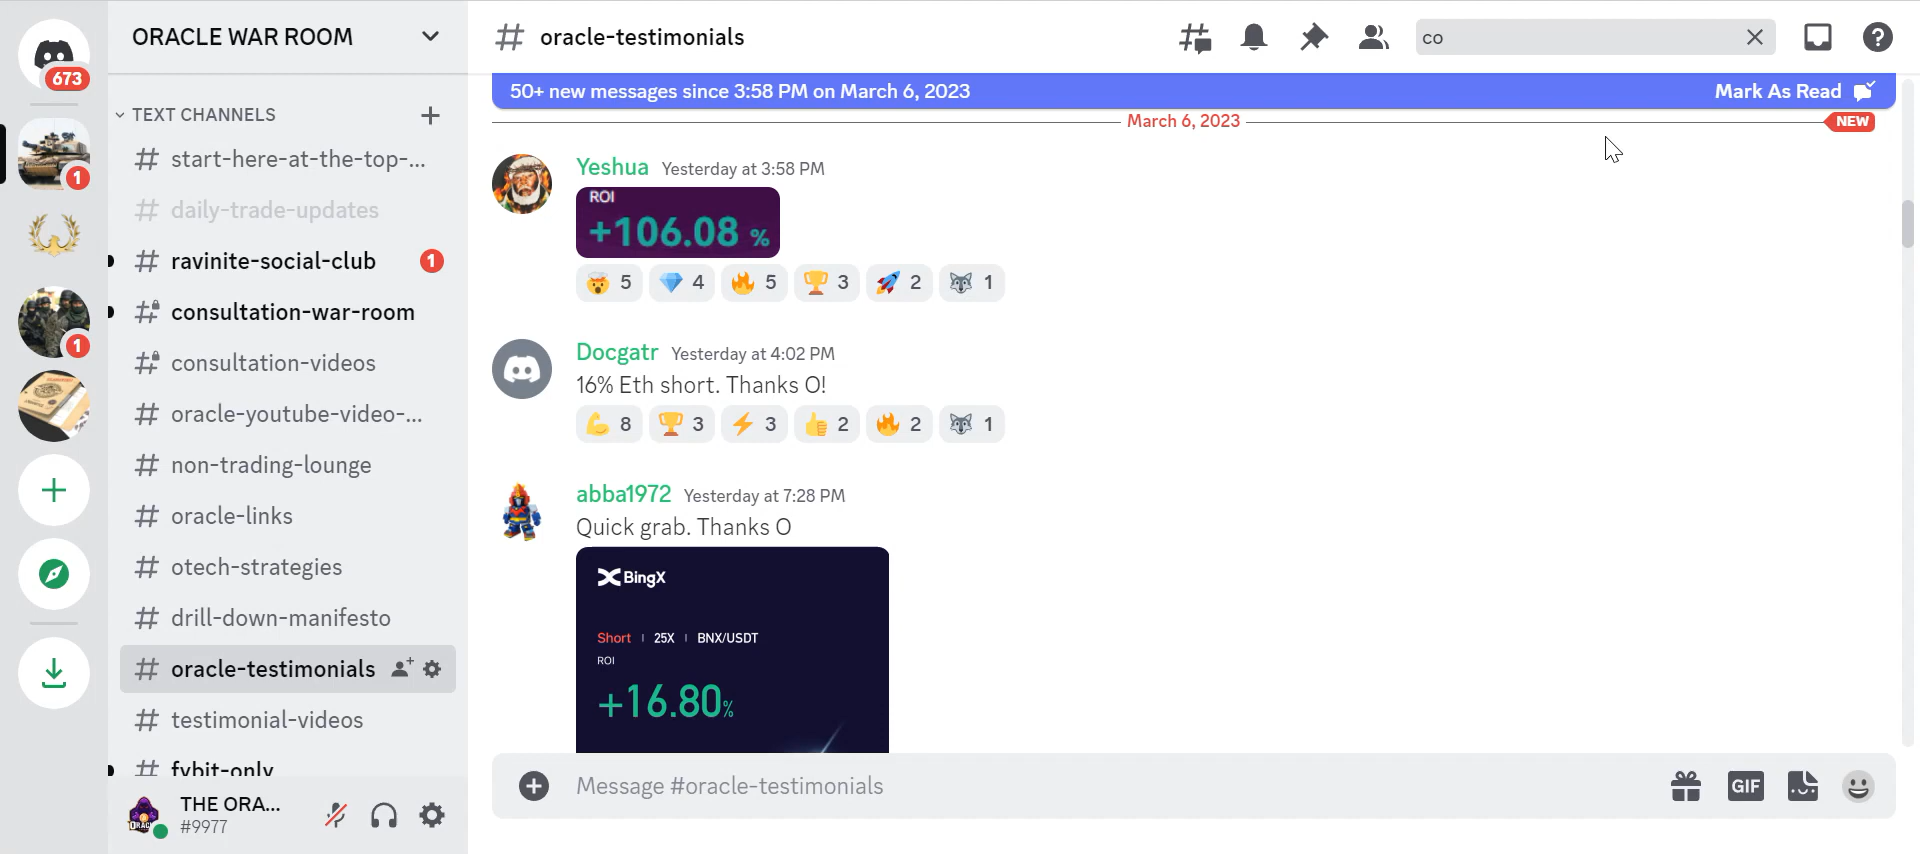 673
1
1
ORACLE WAR ROOM
TEXT CHANNELS
start-here-at-the-top-...
daily-trade-updates
ravinite-social-club
1
consultation-war-room
consultation-videos
oracle-youtube-video-...
non-trading-lounge
oracle-links
otech-strategies
drill-down-manifesto
oracle-testimonials
testimonial-videos
fybit-only
THE ORA...
#9977
# oracle-testimonials
co
50+ new messages since 3:58 PM on March 6, 2023
Mark As Read
March 6, 2023
NEW
Yeshua Yesterday at 3:58 PM
ROI
+106.08 %
5 4 5 3 2 1
Docgatr Yesterday at 4:02 PM
16% Eth short. Thanks O!
8 3 3 2 2 1
abba1972 Yesterday at 7:28 PM
Quick grab. Thanks O
BingX
Short | 25X | BNX/USDT
ROI
+16.80%
Message #oracle-testimonials
GIF